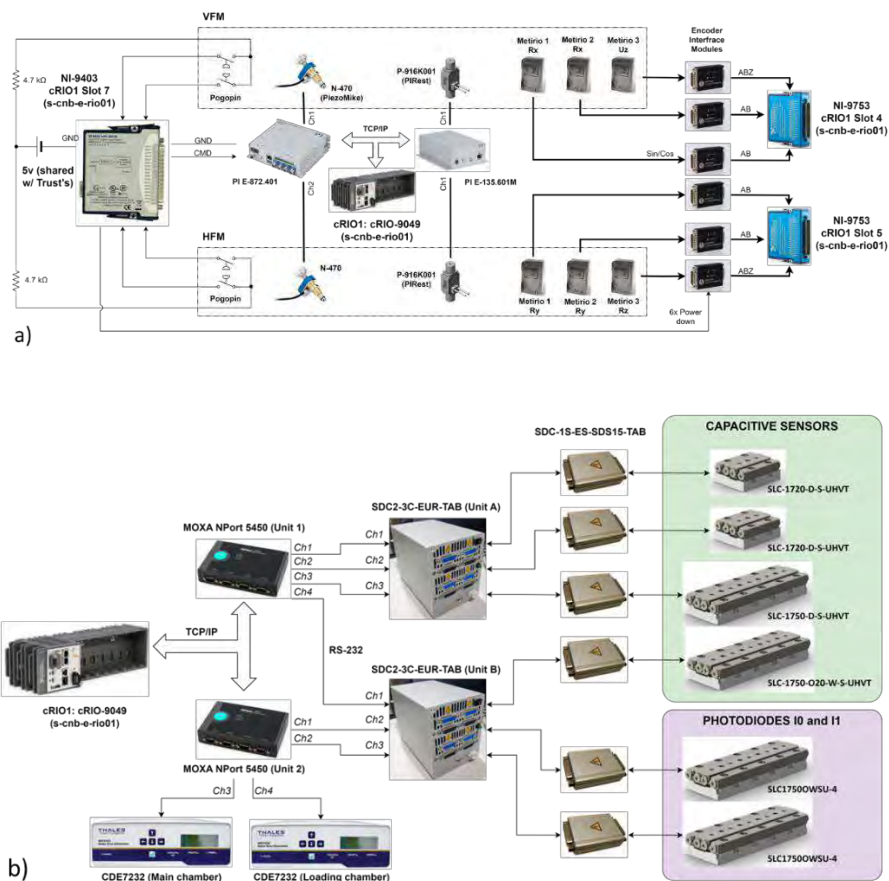 VFM
Metirio 1
Rx
Metirio 2
Rx
Metirio 3
Uz
Encoder
Interfrace
Modules
NI-9403
cRIO1 Slot 7
(s-cnb-e-rio01)
4.7 kΩ
Pogopin
N-470
(PiezoMike)
P-916K001
(PIRest)
ABZ
NI-9753
cRIO1 Slot 4
(s-cnb-e-rio01)
AB
GND
5v (shared
w/ Trust's)
GND
CMD
Ch1
TCP/IP
Ch1
Sin/Cos
AB
PI E-872.401
Ch2
cRIO1: cRIO-9049
(s-cnb-e-rio01)
PI E-135.601M
Ch1
AB
HFM
AB
NI-9753
cRIO1 Slot 5
(s-cnb-e-rio01)
4.7 kΩ
Pogopin
N-470
P-916K001
(PIRest)
Metirio 1
Ry
Metirio 2
Ry
Metirio 3
Rz
ABZ
6x Power
down
a)
CAPACITIVE SENSORS
SDC-1S-ES-SDS15-TAB
SLC-1720-D-S-UHVT
SDC2-3C-EUR-TAB (Unit A)
MOXA NPort 5450 (Unit 1)
Ch1
Ch2
Ch3
Ch4
SLC-1720-D-S-UHVT
SLC-1750-D-S-UHVT
TCP/IP
RS-232
cRIO1: cRIO-9049
(s-cnb-e-rio01)
SDC2-3C-EUR-TAB (Unit B)
SLC-1750-O20-W-S-UHVT
Ch1
Ch1
Ch2
Ch2
Ch3
PHOTODIODES I0 and I1
MOXA NPort 5450 (Unit 2)
SLC1750OWSU-4
Ch3
Ch4
THALES
THALES
SLC1750OWSU-4
b)
CDE7232 (Main chamber)
CDE7232 (Loading chamber)